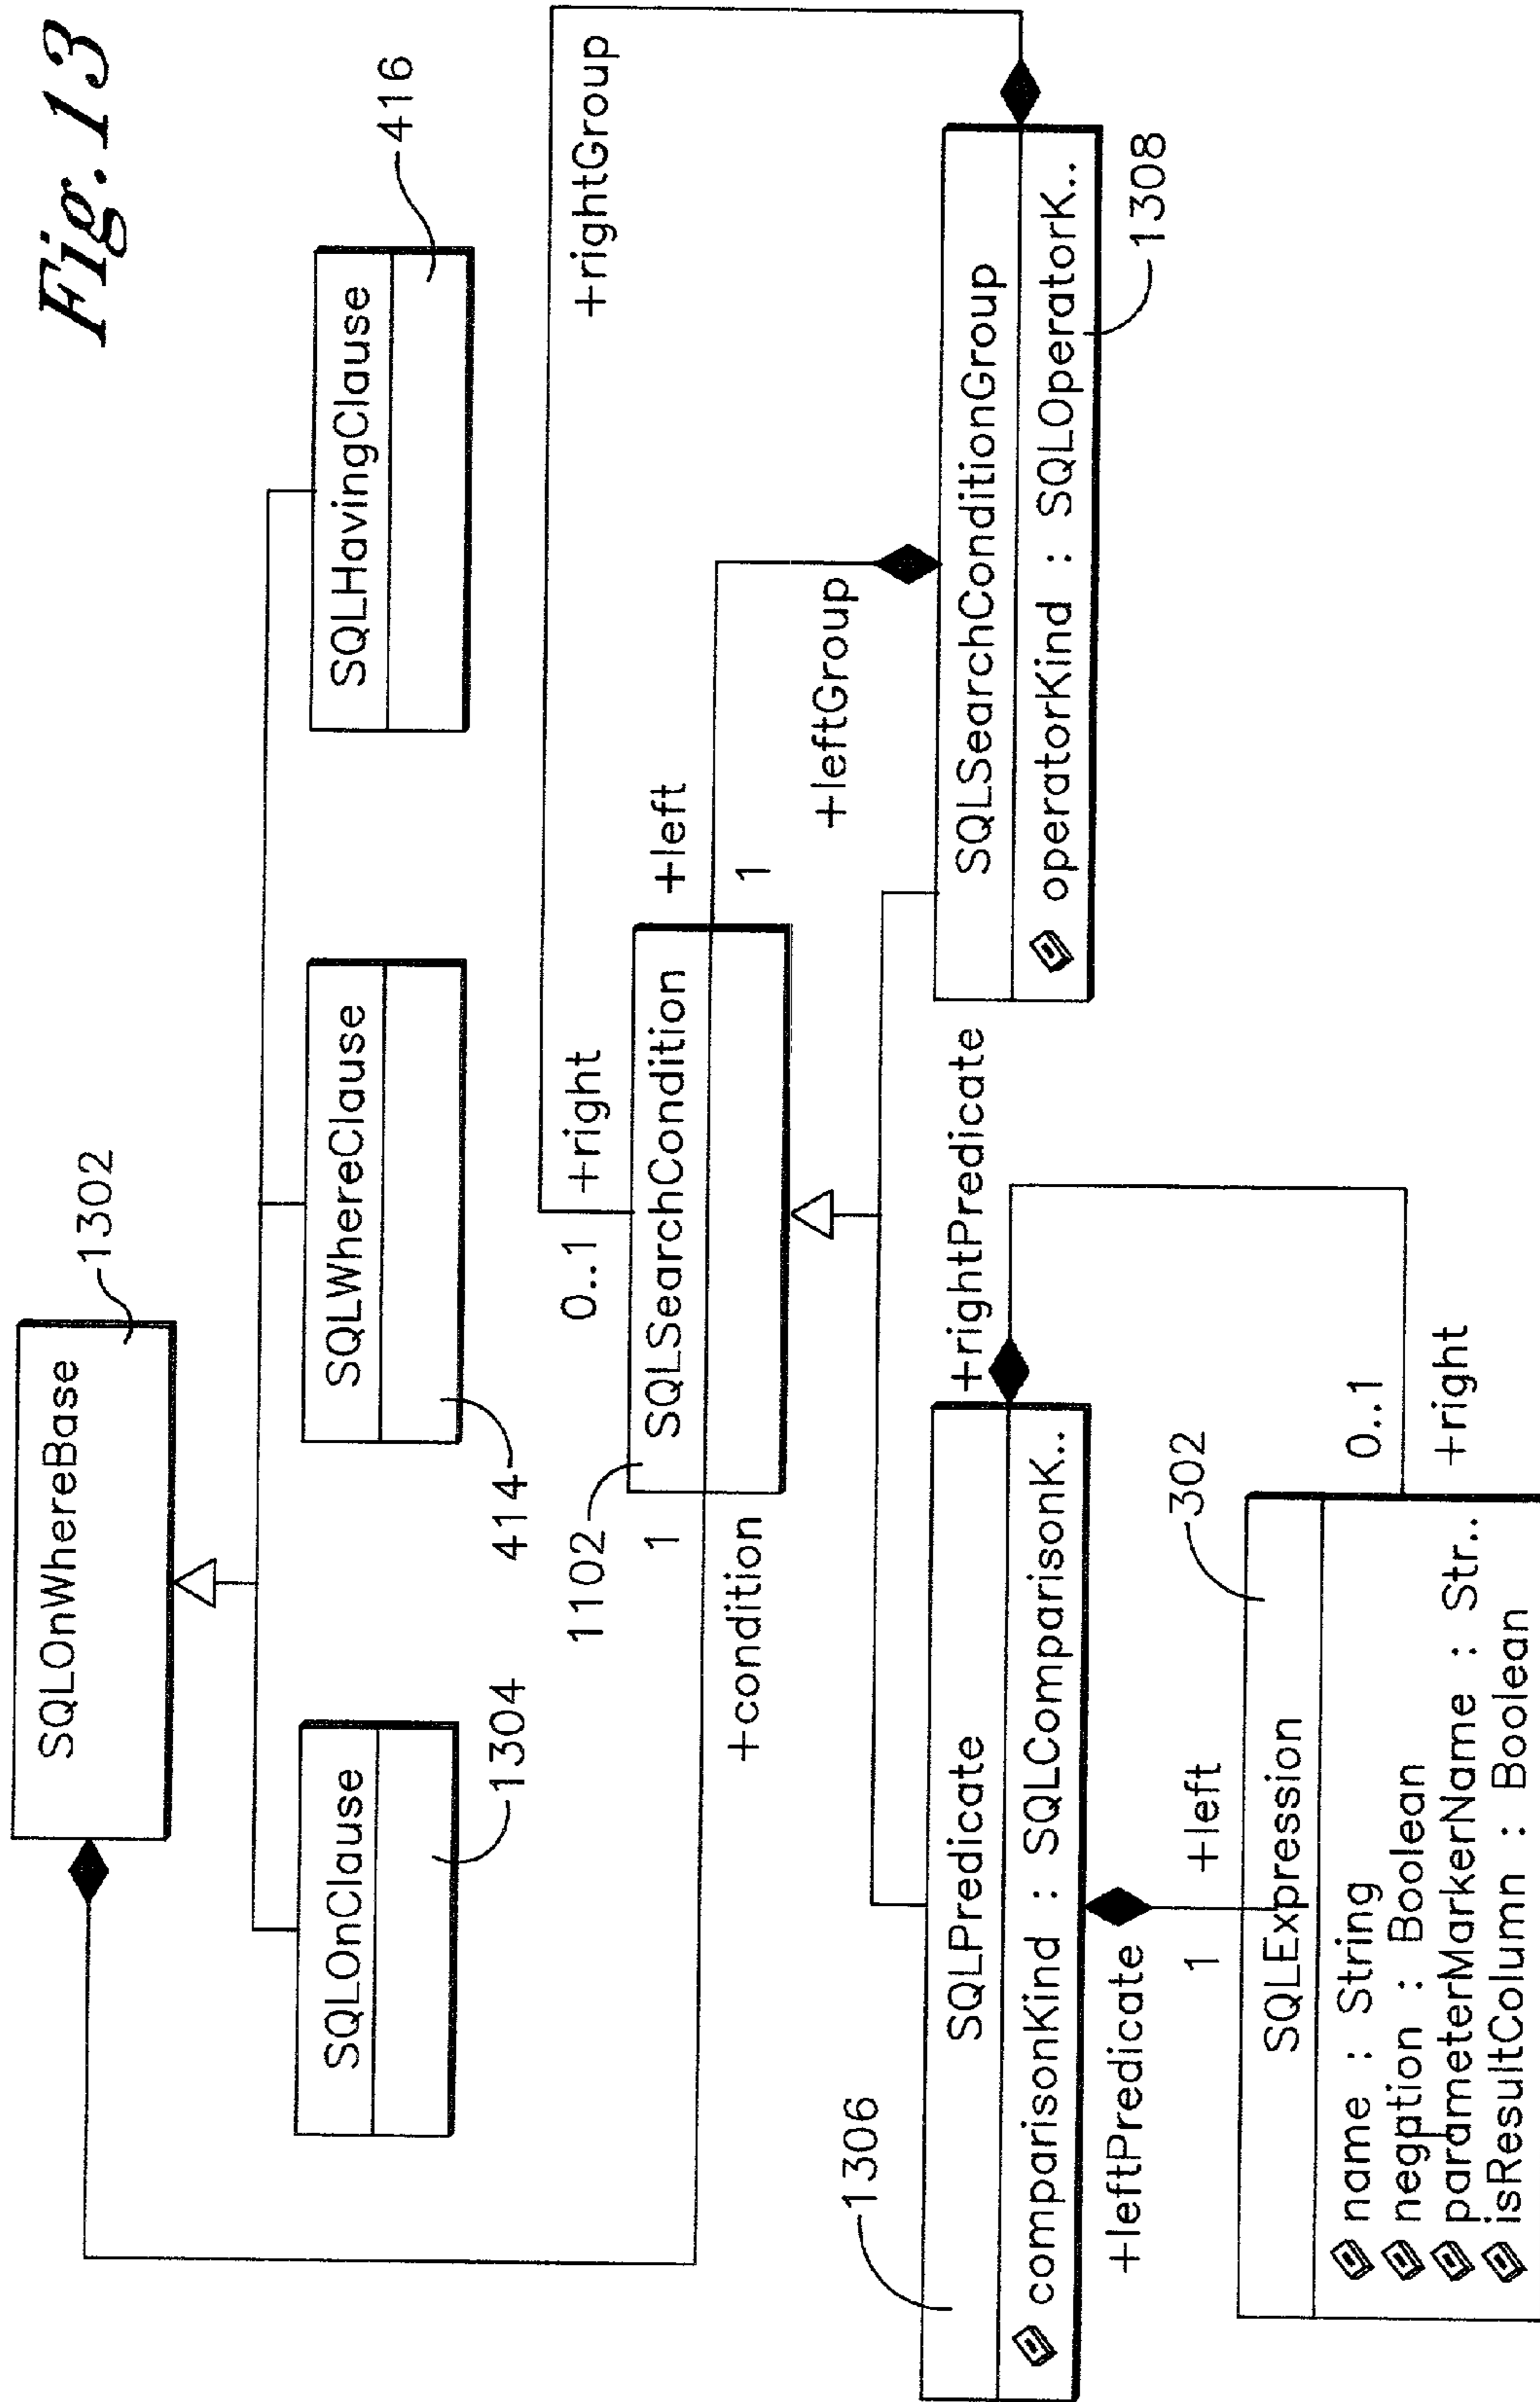 Fig. 13
SQLOnWhereBase
1302
SQLOnClause
1304
SQLWhereClause
414
SQLHavingClause
416
1102
SQLSearchCondition
1
+condition
0..1
+right
+left
1
+rightGroup
+leftGroup
SQLSearchConditionGroup
operatorKind : SQLOperatorK..
1308
1306
SQLPredicate
comparisonKind : SQLComparisonK..
+rightPredicate
+leftPredicate
1
+left
302
0..1
+right
SQLExpression
name : String
negation : Boolean
parameterMarkerName : Str..
isResultColumn : Boolean